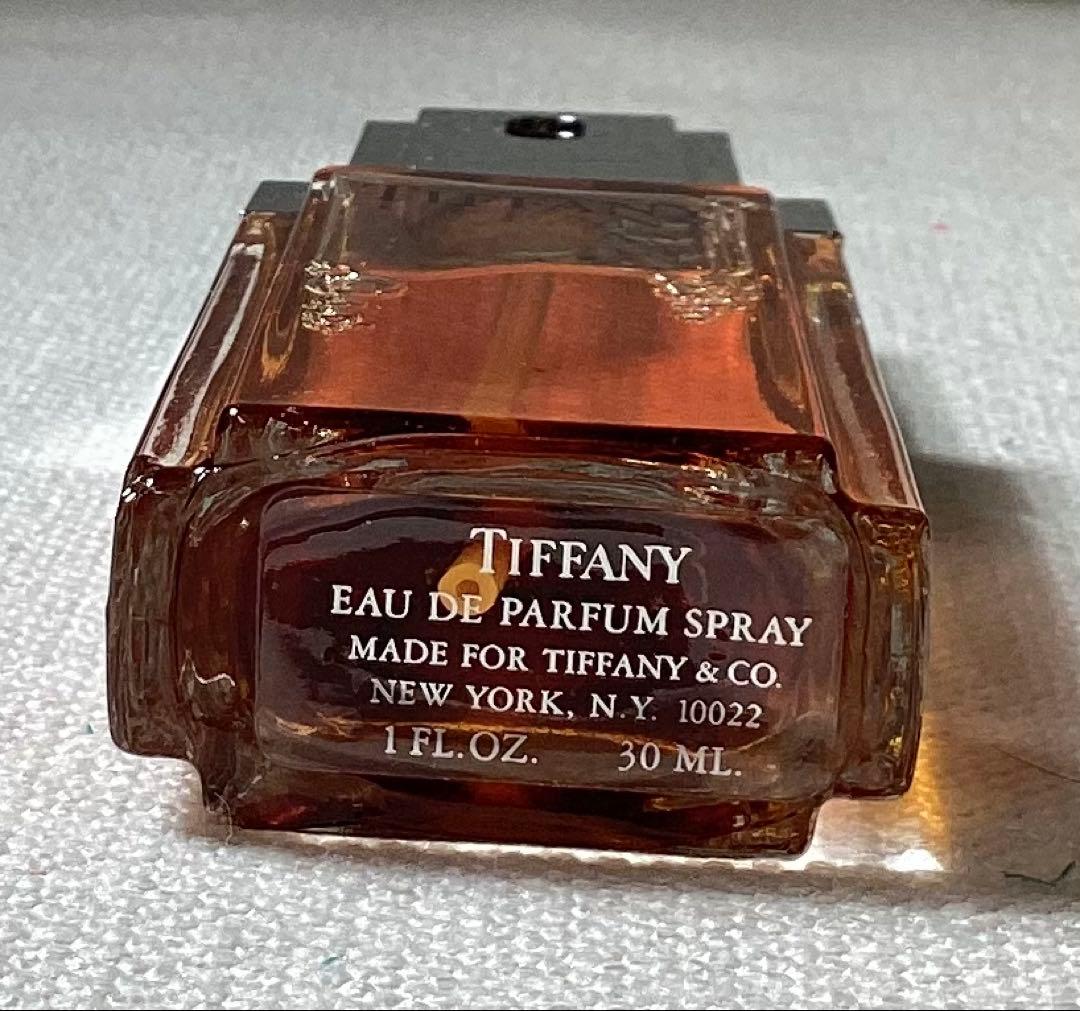 TIFFANY
EAU DE PARFUM SPRAY
MADE FOR TIFFANY & CO.
NEW YORK, N.Y. 10022
1 FL.OZ. 30 ML.